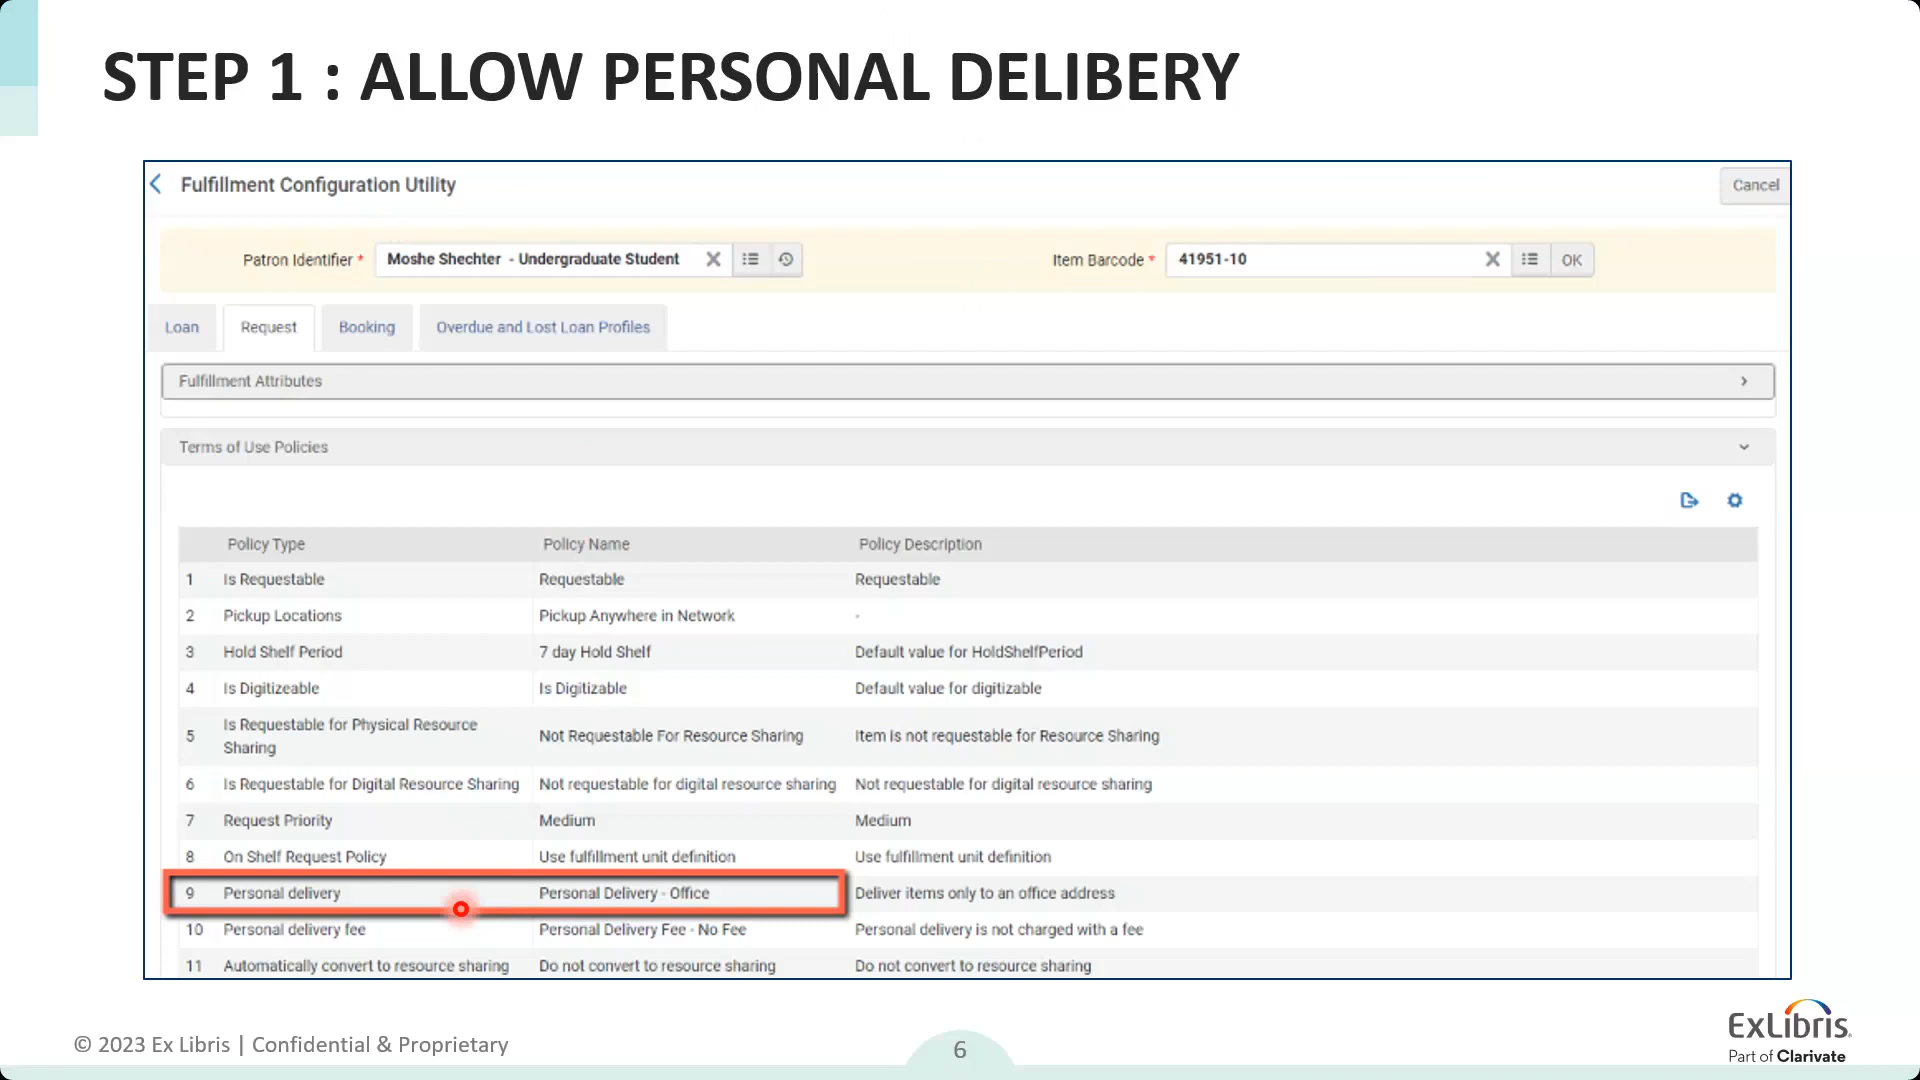 STEP 1 : ALLOW PERSONAL DELIBERY
Fulfillment Configuration Utility
Cancel
Patron Identifier * Moshe Shechter - Undergraduate Student
Item Barcode * 41951-10 OK
Loan Request Booking Overdue and Lost Loan Profiles
Fulfillment Attributes
Terms of Use Policies
Policy Type Policy Name Policy Description
1 Is Requestable Requestable Requestable
2 Pickup Locations Pickup Anywhere in Network -
3 Hold Shelf Period 7 day Hold Shelf Default value for HoldShelfPeriod
4 Is Digitizeable Is Digitizable Default value for digitizable
5 Is Requestable for Physical Resource
Sharing Not Requestable For Resource Sharing Item is not requestable for Resource Sharing
6 Is Requestable for Digital Resource Sharing Not requestable for digital resource sharing Not requestable for digital resource sharing
7 Request Priority Medium Medium
8 On Shelf Request Policy Use fulfillment unit definition Use fulfillment unit definition
9 Personal delivery Personal Delivery - Office Deliver items only to an office address
10 Personal delivery fee Personal Delivery Fee - No Fee Personal delivery is not charged with a fee
11 Automatically convert to resource sharing Do not convert to resource sharing Do not convert to resource sharing
© 2023 Ex Libris | Confidential & Proprietary
6
ExLibris.
Part of Clarivate